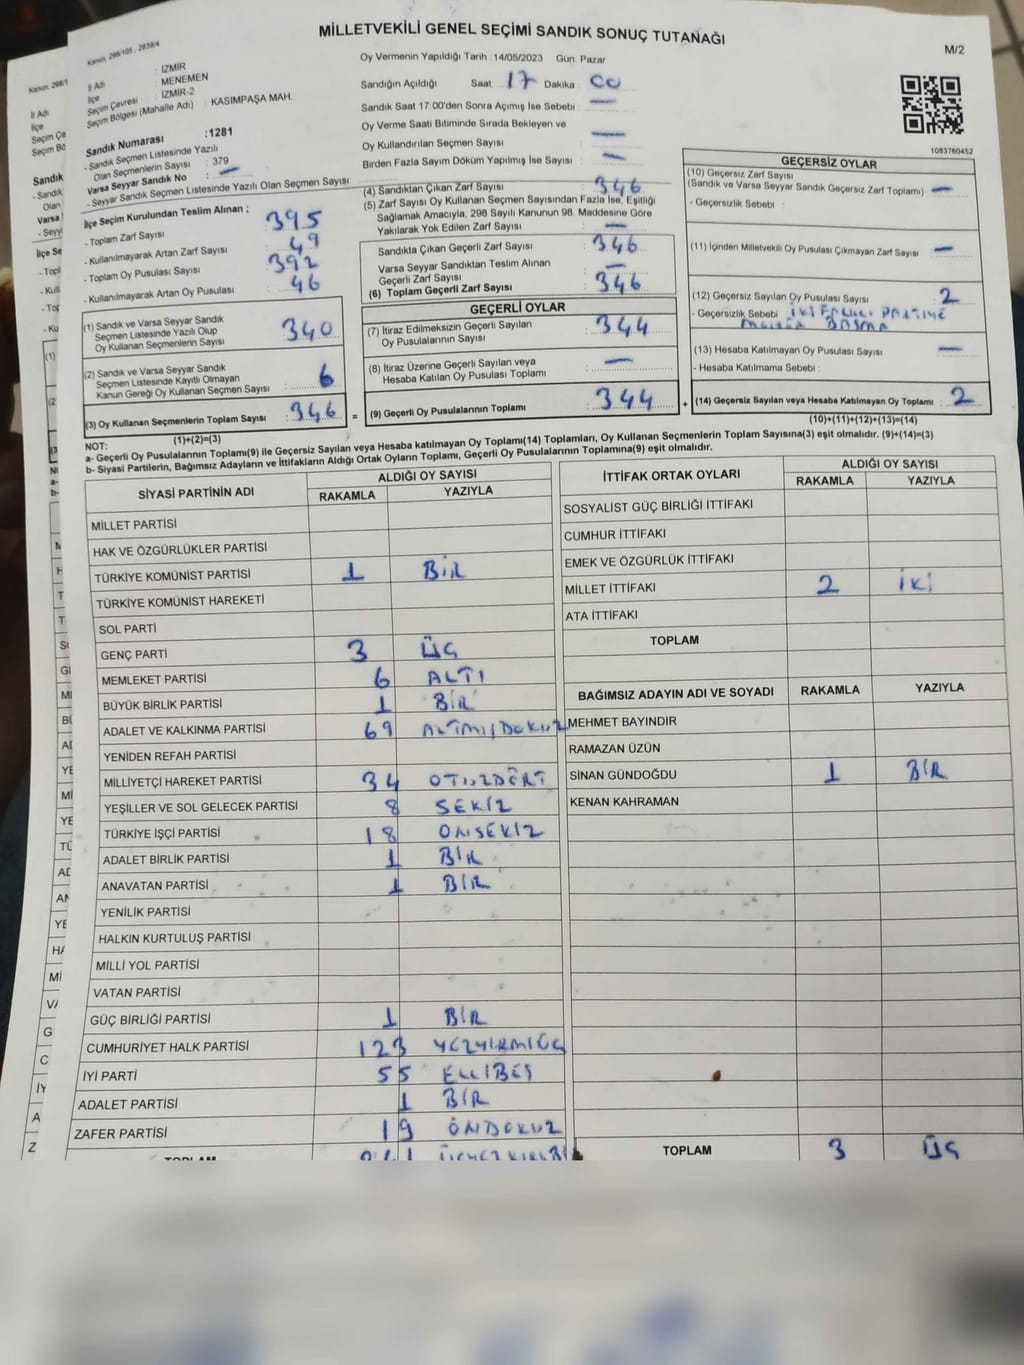 MİLLETVEKİLİ GENEL SEÇİMİ SANDIK SONUÇ TUTANAĞI
M/2
Kanun, 298/105, 2839/4
İl Adı : İZMİR
İlçe : MENEMEN
Seçim Çevresi : İZMİR-2
Seçim Bölgesi (Mahalle Adı) : KASIMPAŞA MAH.
Sandık Numarası :1281
- Sandık Seçmen Listesinde Yazılı
Olan Seçmenlerin Sayısı : 379
Varsa Seyyar Sandık No : —
- Seyyar Sandık Seçmen Listesinde Yazılı Olan Seçmen Sayısı:
Oy Vermenin Yapıldığı Tarih : 14/05/2023 Gün: Pazar
Sandığın Açıldığı Saat: 17 Dakika : 00
Sandık Saat 17:00'den Sonra Açımış İse Sebebi : —
Oy Verme Saati Bitiminde Sırada Bekleyen ve
Oy Kullandırılan Seçmen Sayısı : —
Birden Fazla Sayım Döküm Yapılmış İse Sayısı : —
1083760452
İlçe Seçim Kurulundan Teslim Alınan ;
- Toplam Zarf Sayısı : 395
- Kullanılmayarak Artan Zarf Sayısı : 49
- Toplam Oy Pusulası Sayısı : 392
- Kullanılmayarak Artan Oy Pusulası : 46
(1) Sandık ve Varsa Seyyar Sandık
Seçmen Listesinde Yazılı Olup
Oy Kullanan Seçmenlerin Sayısı : 340
(2) Sandık ve Varsa Seyyar Sandık
Seçmen Listesinde Kayıtlı Olmayan
Kanun Gereği Oy Kullanan Seçmen Sayısı : 6
(3) Oy Kullanan Seçmenlerin Toplam Sayısı : 346 =
(1)+(2)=(3)
(4) Sandıktan Çıkan Zarf Sayısı : 346
(5) Zarf Sayısı Oy Kullanan Seçmen Sayısından Fazla İse, Eşitliği
Sağlamak Amacıyla, 298 Sayılı Kanunun 98. Maddesine Göre
Yakılarak Yok Edilen Zarf Sayısı : —
Sandıkta Çıkan Geçerli Zarf Sayısı : 346
Varsa Seyyar Sandıktan Teslim Alınan
Geçerli Zarf Sayısı : —
(6) Toplam Geçerli Zarf Sayısı : 346
GEÇERLİ OYLAR
(7) İtiraz Edilmeksizin Geçerli Sayılan
Oy Pusulalarının Sayısı : 344
(8) İtiraz Üzerine Geçerli Sayılan veya
Hesaba Katılan Oy Pusulası Toplamı : —
(9) Geçerli Oy Pusulalarının Toplamı : 344 +
GEÇERSİZ OYLAR
(10) Geçersiz Zarf Sayısı
(Sandık ve Varsa Seyyar Sandık Geçersiz Zarf Toplamı) : —
- Geçersizlik Sebebi :
(11) İçinden Milletvekili Oy Pusulası Çıkmayan Zarf Sayısı : —
(12) Geçersiz Sayılan Oy Pusulası Sayısı : 2
- Geçersizlik Sebebi : İKİ FARKLI PARTİYE
BASMA
(13) Hesaba Katılmayan Oy Pusulası Sayısı : —
- Hesaba Katılmama Sebebi :
(14) Geçersiz Sayılan veya Hesaba Katılmayan Oy Toplamı : 2
(10)+(11)+(12)+(13)=(14)
NOT:
a- Geçerli Oy Pusulalarının Toplamı(9) ile Geçersiz Sayılan veya Hesaba katılmayan Oy Toplamı(14) Toplamları, Oy Kullanan Seçmenlerin Toplam Sayısına(3) eşit olmalıdır. (9)+(14)=(3)
b- Siyasi Partilerin, Bağımsız Adayların ve İttifakların Aldığı Ortak Oyların Toplamı, Geçerli Oy Pusulalarının Toplamına(9) eşit olmalıdır.
SİYASİ PARTİNİN ADI ALDIĞI OY SAYISI
RAKAMLA YAZIYLA
MİLLET PARTİSİ
HAK VE ÖZGÜRLÜKLER PARTİSİ
TÜRKİYE KOMÜNİST PARTİSİ 1 BİR
TÜRKİYE KOMÜNİST HAREKETİ
SOL PARTİ
GENÇ PARTİ 3 ÜÇ
MEMLEKET PARTİSİ 6 ALTI
BÜYÜK BİRLİK PARTİSİ 1 BİR
ADALET VE KALKINMA PARTİSİ 69 ALTMIŞDOKUZ
YENİDEN REFAH PARTİSİ
MİLLİYETÇİ HAREKET PARTİSİ 34 OTUZDÖRT
YEŞİLLER VE SOL GELECEK PARTİSİ 8 SEKİZ
TÜRKİYE İŞÇİ PARTİSİ 18 ONSEKİZ
ADALET BİRLİK PARTİSİ 1 BİR
ANAVATAN PARTİSİ 1 BİR
YENİLİK PARTİSİ
HALKIN KURTULUŞ PARTİSİ
MİLLİ YOL PARTİSİ
VATAN PARTİSİ
GÜÇ BİRLİĞİ PARTİSİ 1 BİR
CUMHURİYET HALK PARTİSİ 123 YÜZYİRMİÜÇ
İYİ PARTİ 55 ELLİBEŞ
ADALET PARTİSİ 1 BİR
ZAFER PARTİSİ 19 ONDOKUZ
TOPLAM
İTTİFAK ORTAK OYLARI ALDIĞI OY SAYISI
RAKAMLA YAZIYLA
SOSYALİST GÜÇ BİRLİĞİ İTTİFAKI
CUMHUR İTTİFAKI
EMEK VE ÖZGÜRLÜK İTTİFAKI
MİLLET İTTİFAKI 2 İKİ
ATA İTTİFAKI
TOPLAM
BAĞIMSIZ ADAYIN ADI VE SOYADI RAKAMLA YAZIYLA
MEHMET BAYINDIR
RAMAZAN ÜZÜN
SİNAN GÜNDOĞDU 1 BİR
KENAN KAHRAMAN
TOPLAM 3 ÜÇ